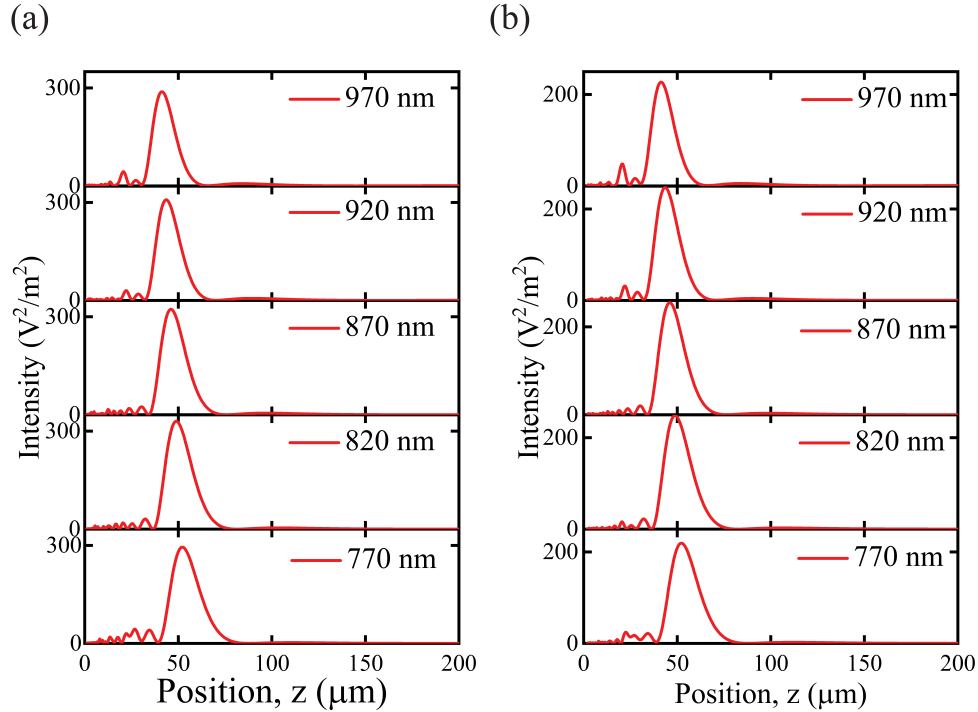 (a)
(b)
Intensity (V²/m²)
300
0
970 nm
300
0
920 nm
300
0
870 nm
300
0
820 nm
300
0
770 nm
0 50 100 150 200
Position, z (μm)
Intensity (V²/m²)
200
0
970 nm
200
0
920 nm
200
0
870 nm
200
0
820 nm
200
0
770 nm
0 50 100 150 200
Position, z (μm)